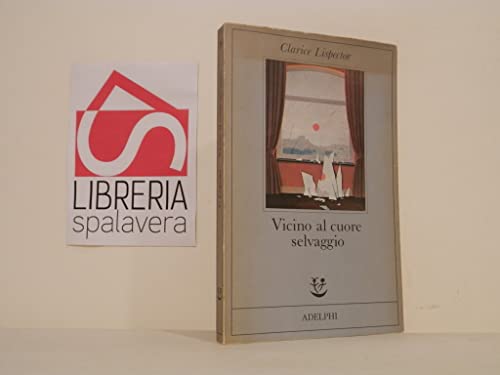 LIBRERIA
spalavera
Clarice Lispector
Vicino al cuore
selvaggio
ADELPHI